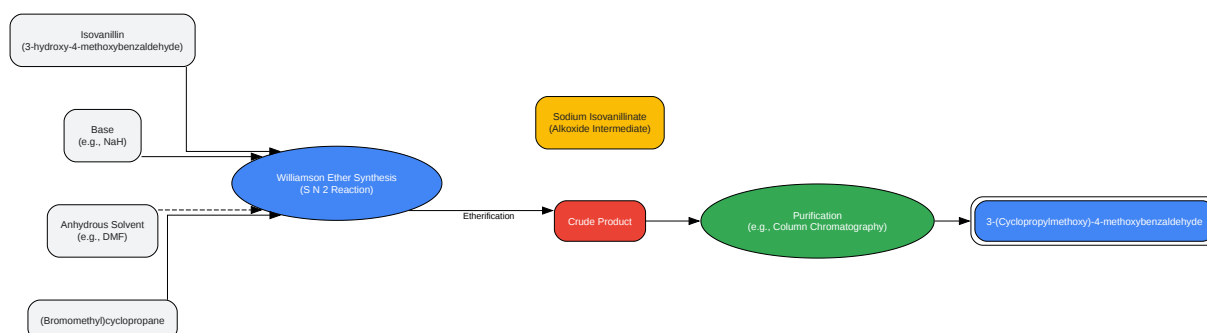 Isovanillin
(3-hydroxy-4-methoxybenzaldehyde)
Base
(e.g., NaH)
Anhydrous Solvent
(e.g., DMF)
(Bromomethyl)cyclopropane
Williamson Ether Synthesis
(S N 2 Reaction)
Etherification
Sodium Isovanillinate
(Alkoxide Intermediate)
Crude Product
Purification
(e.g., Column Chromatography)
3-(Cyclopropylmethoxy)-4-methoxybenzaldehyde